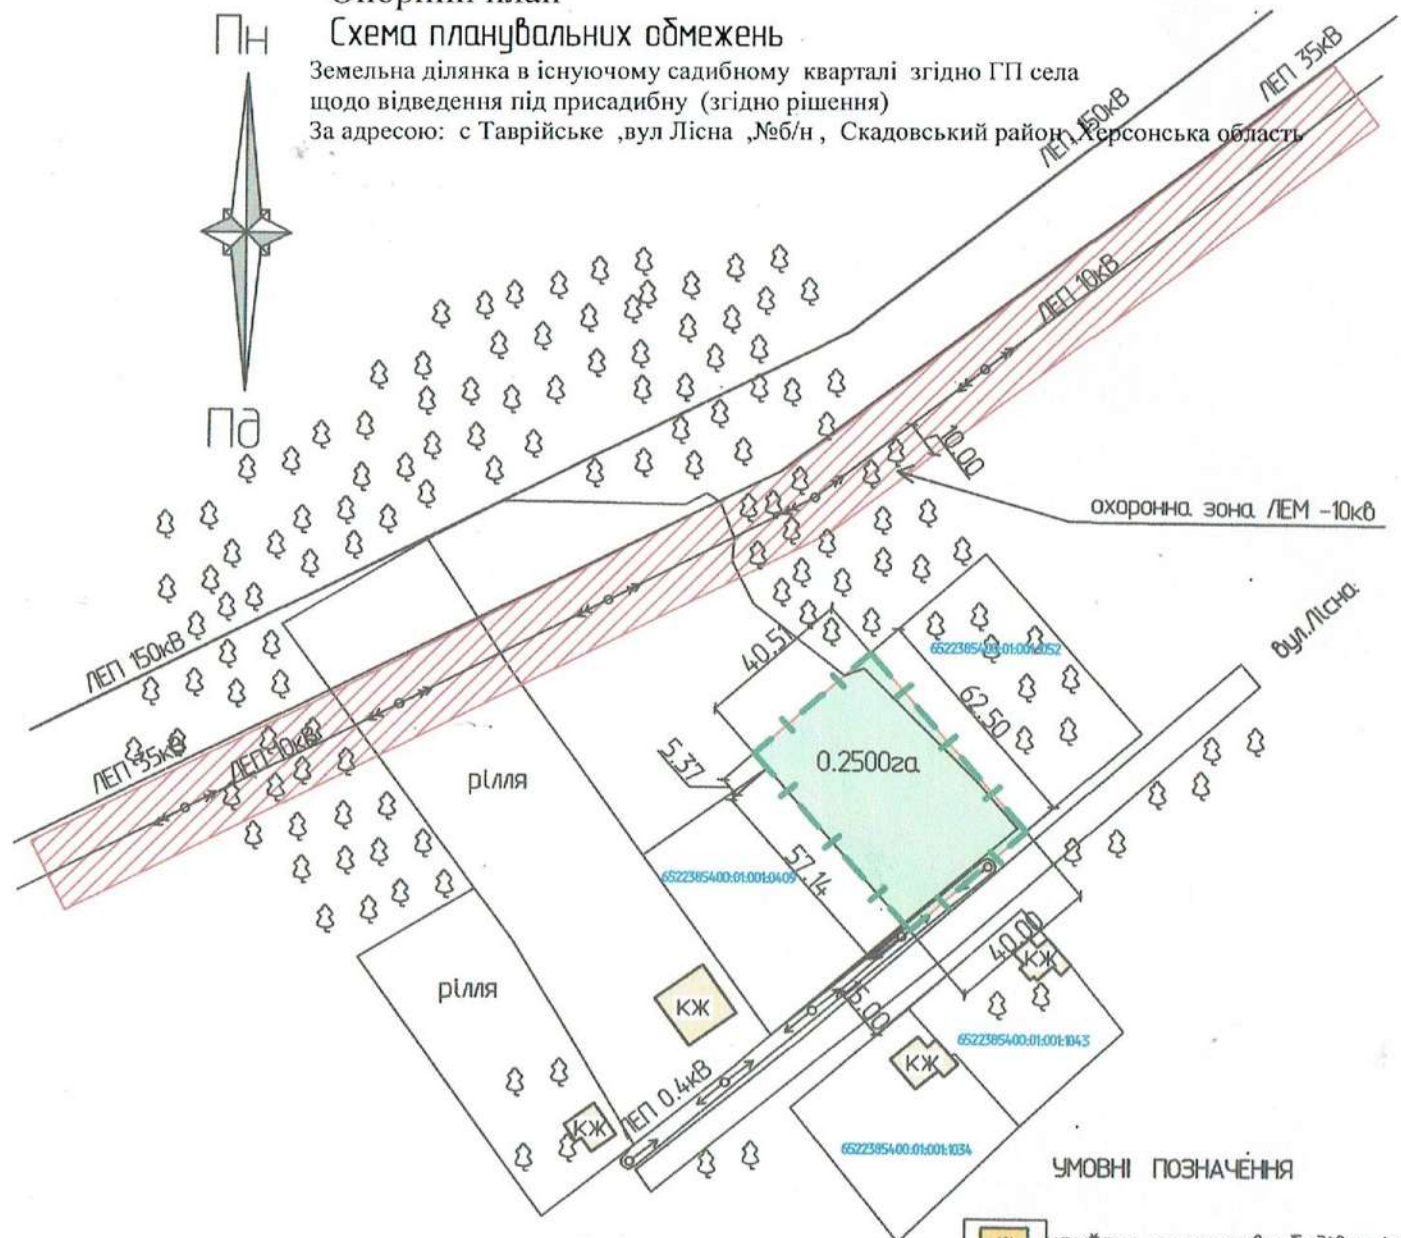 Опорний план
Пн
Схема планувальних обмежень
Земельна ділянка в існуючому садибному кварталі згідно ГП села
щодо відведення під присадибну (згідно рішення)
За адресою: с Таврійське ,вул Лісна ,№б/н , Скадовський район, Херсонська область
ЛЕП 150кВ
ЛЕП 35кВ
ЛЕП-10кВ
Пд
10.00
охоронна зона ЛЕМ -10кв
вул.Лісна
ЛЕП 150кВ
40.51
6522385400:01:001:1052
62.50
5.37
0.2500га
ЛЕП 35кВ
ЛЕП-10кВ
рілля
6522385400:01:001:0409
57.14
рілля
КЖ
15.00
40.00
КЖ
6522385400:01:001:1043
КЖ
ЛЕП 0.4кВ
КЖ
6522385400:01:001:1034
УМОВНІ ПОЗНАЧЕННЯ